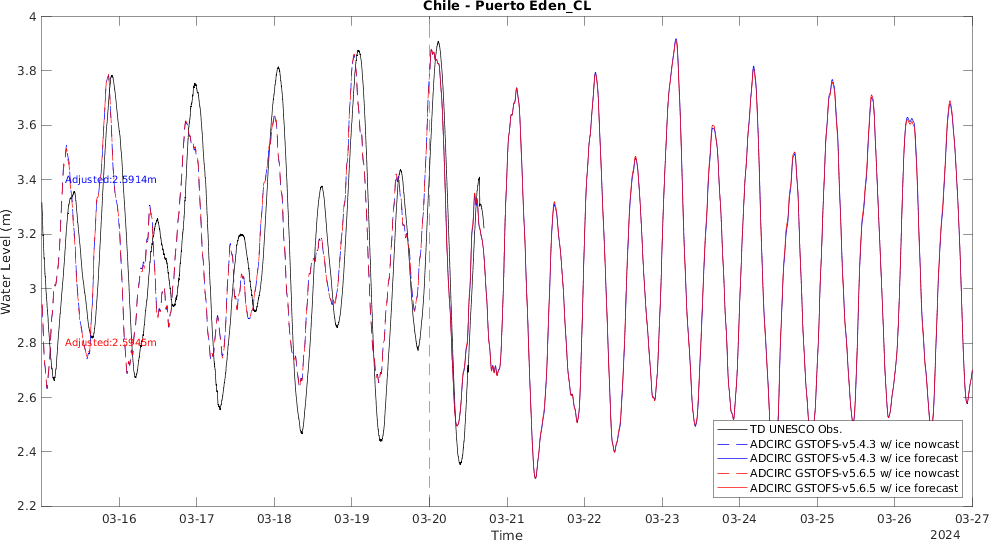 Chile - Puerto Eden_CL
4
3.8
3.6
3.4
3.2
3
2.8
2.6
2.4
2.2
Water Level (m)
Adjusted:2.5914m
Adjusted:2.5945m
TD UNESCO Obs.
ADCIRC GSTOFS-v5.4.3 w/ ice nowcast
ADCIRC GSTOFS-v5.4.3 w/ ice forecast
ADCIRC GSTOFS-v5.6.5 w/ ice nowcast
ADCIRC GSTOFS-v5.6.5 w/ ice forecast
03-16 03-17 03-18 03-19 03-20 03-21 03-22 03-23 03-24 03-25 03-26 03-27
Time
2024